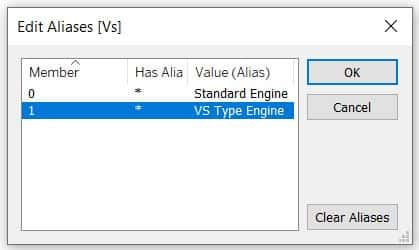 Edit Aliases [Vs]
Member Has Alia Value (Alias)
0 * Standard Engine
1 * VS Type Engine
OK
Cancel
Clear Aliases